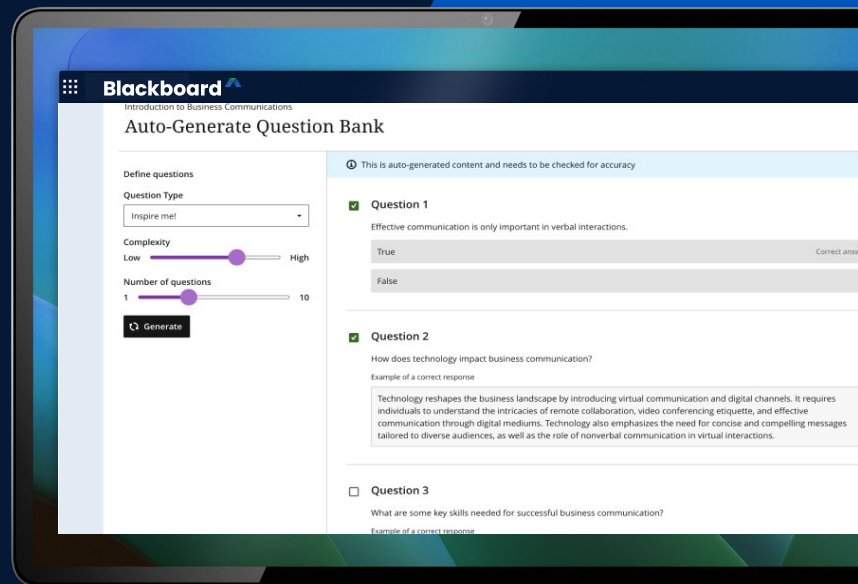 Blackboard
Introduction to Business Communications
Auto-Generate Question Bank
Define questions
Question Type
Inspire me!
Complexity
Low High
Number of questions
1 10
Generate
This is auto-generated content and needs to be checked for accuracy
Question 1
Effective communication is only important in verbal interactions.
True Correct
False
Question 2
How does technology impact business communication?
Example of a correct response
Technology reshapes the business landscape by introducing virtual communication and digital channels. It requires
individuals to understand the intricacies of remote collaboration, video conferencing etiquette, and effective
communication through digital mediums. Technology also emphasizes the need for concise and compelling messages
tailored to diverse audiences, as well as the role of nonverbal communication in virtual interactions.
Question 3
What are some key skills needed for successful business communication?
Example of a correct response